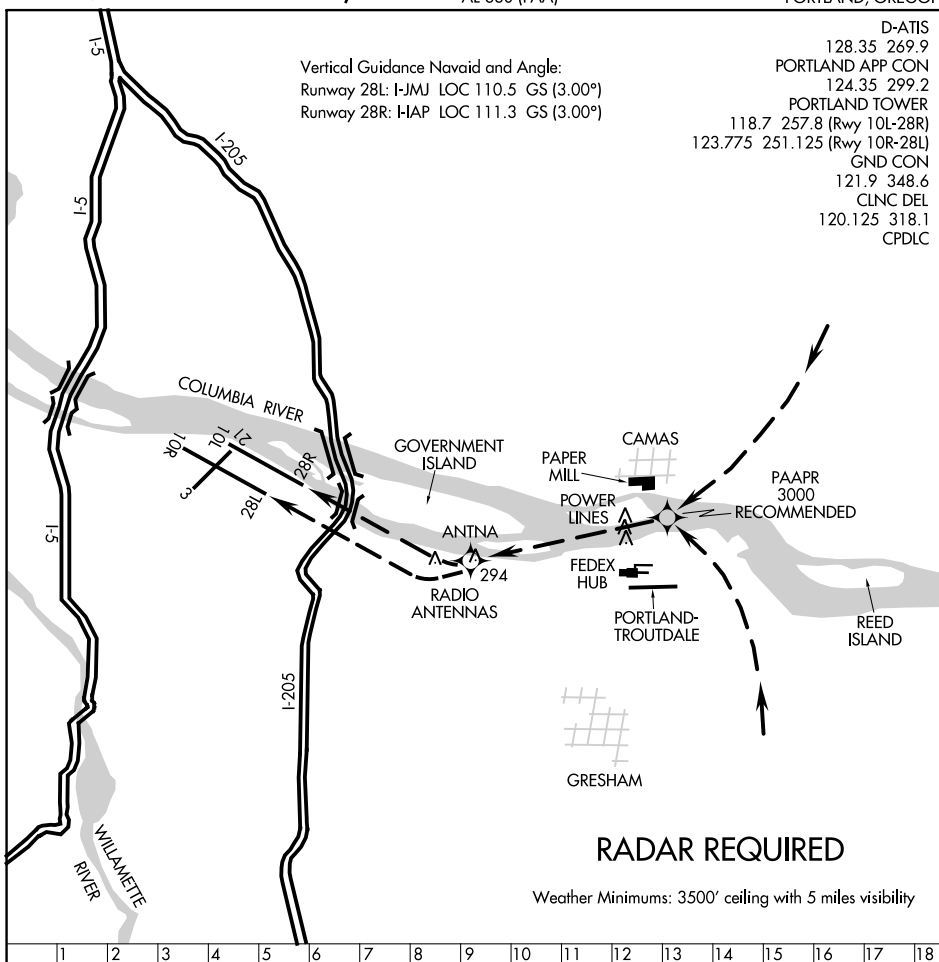 AL-330 (FAA)
PORTLAND, OREGON
D-ATIS
128.35 269.9
PORTLAND APP CON
124.35 299.2
PORTLAND TOWER
118.7 257.8 (Rwy 10L-28R)
123.775 251.125 (Rwy 10R-28L)
GND CON
121.9 348.6
CLNC DEL
120.125 318.1
CPDLC
Vertical Guidance Navaid and Angle:
Runway 28L: I-JMJ LOC 110.5 GS (3.00°)
Runway 28R: I-IAP LOC 111.3 GS (3.00°)
I-5
I-205
I-5
COLUMBIA RIVER
GOVERNMENT
ISLAND
CAMAS
PAPER
MILL
POWER
LINES
PAAPR
3000
RECOMMENDED
10R
10L
21
3
28R
28L
ANTNA
294
RADIO
ANTENNAS
FEDEX
HUB
PORTLAND-
TROUTDALE
REED
ISLAND
I-5
I-205
GRESHAM
WILLAMETTE
RIVER
RADAR REQUIRED
Weather Minimums: 3500' ceiling with 5 miles visibility
1 2 3 4 5 6 7 8 9 10 11 12 13 14 15 16 17 18